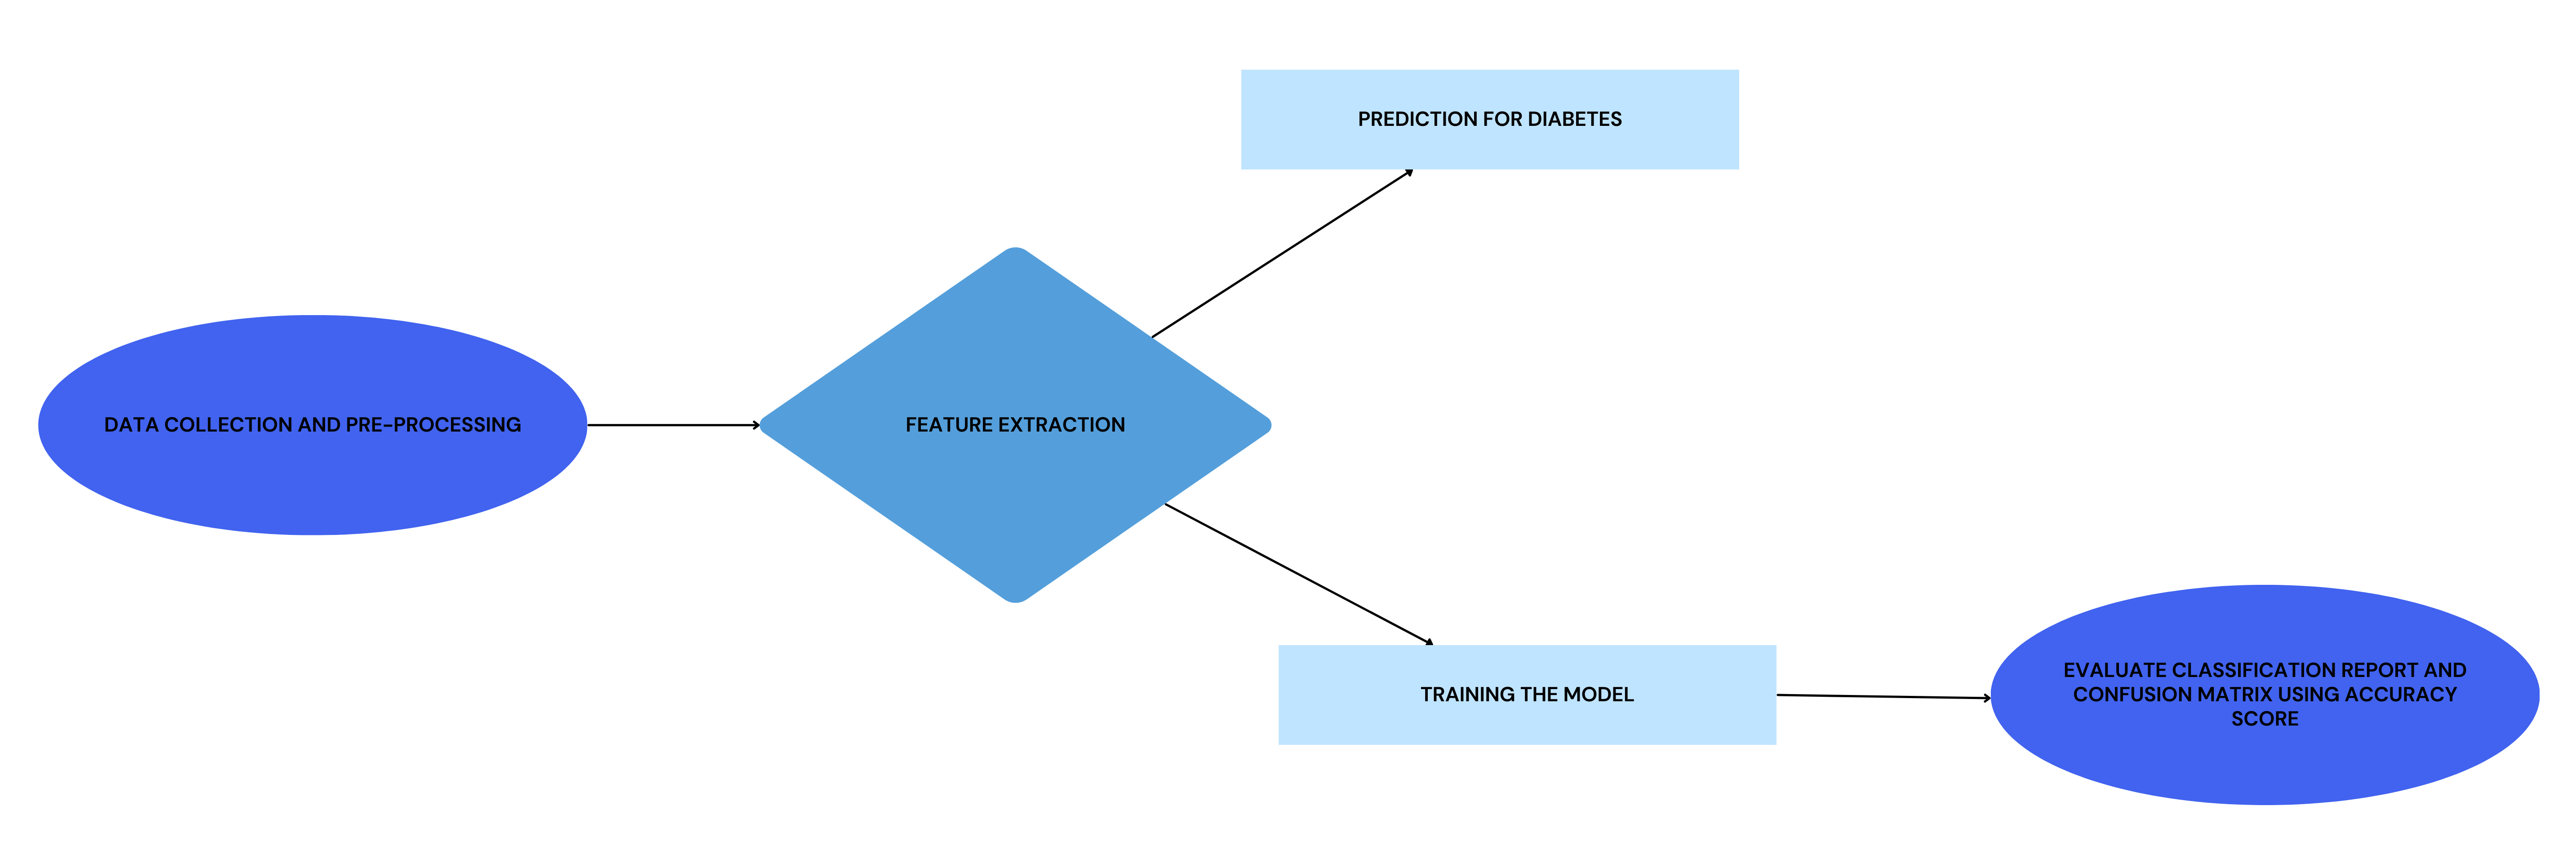 PREDICTION FOR DIABETES
DATA COLLECTION AND PRE-PROCESSING
FEATURE EXTRACTION
TRAINING THE MODEL
EVALUATE CLASSIFICATION REPORT AND
CONFUSION MATRIX USING ACCURACY
SCORE